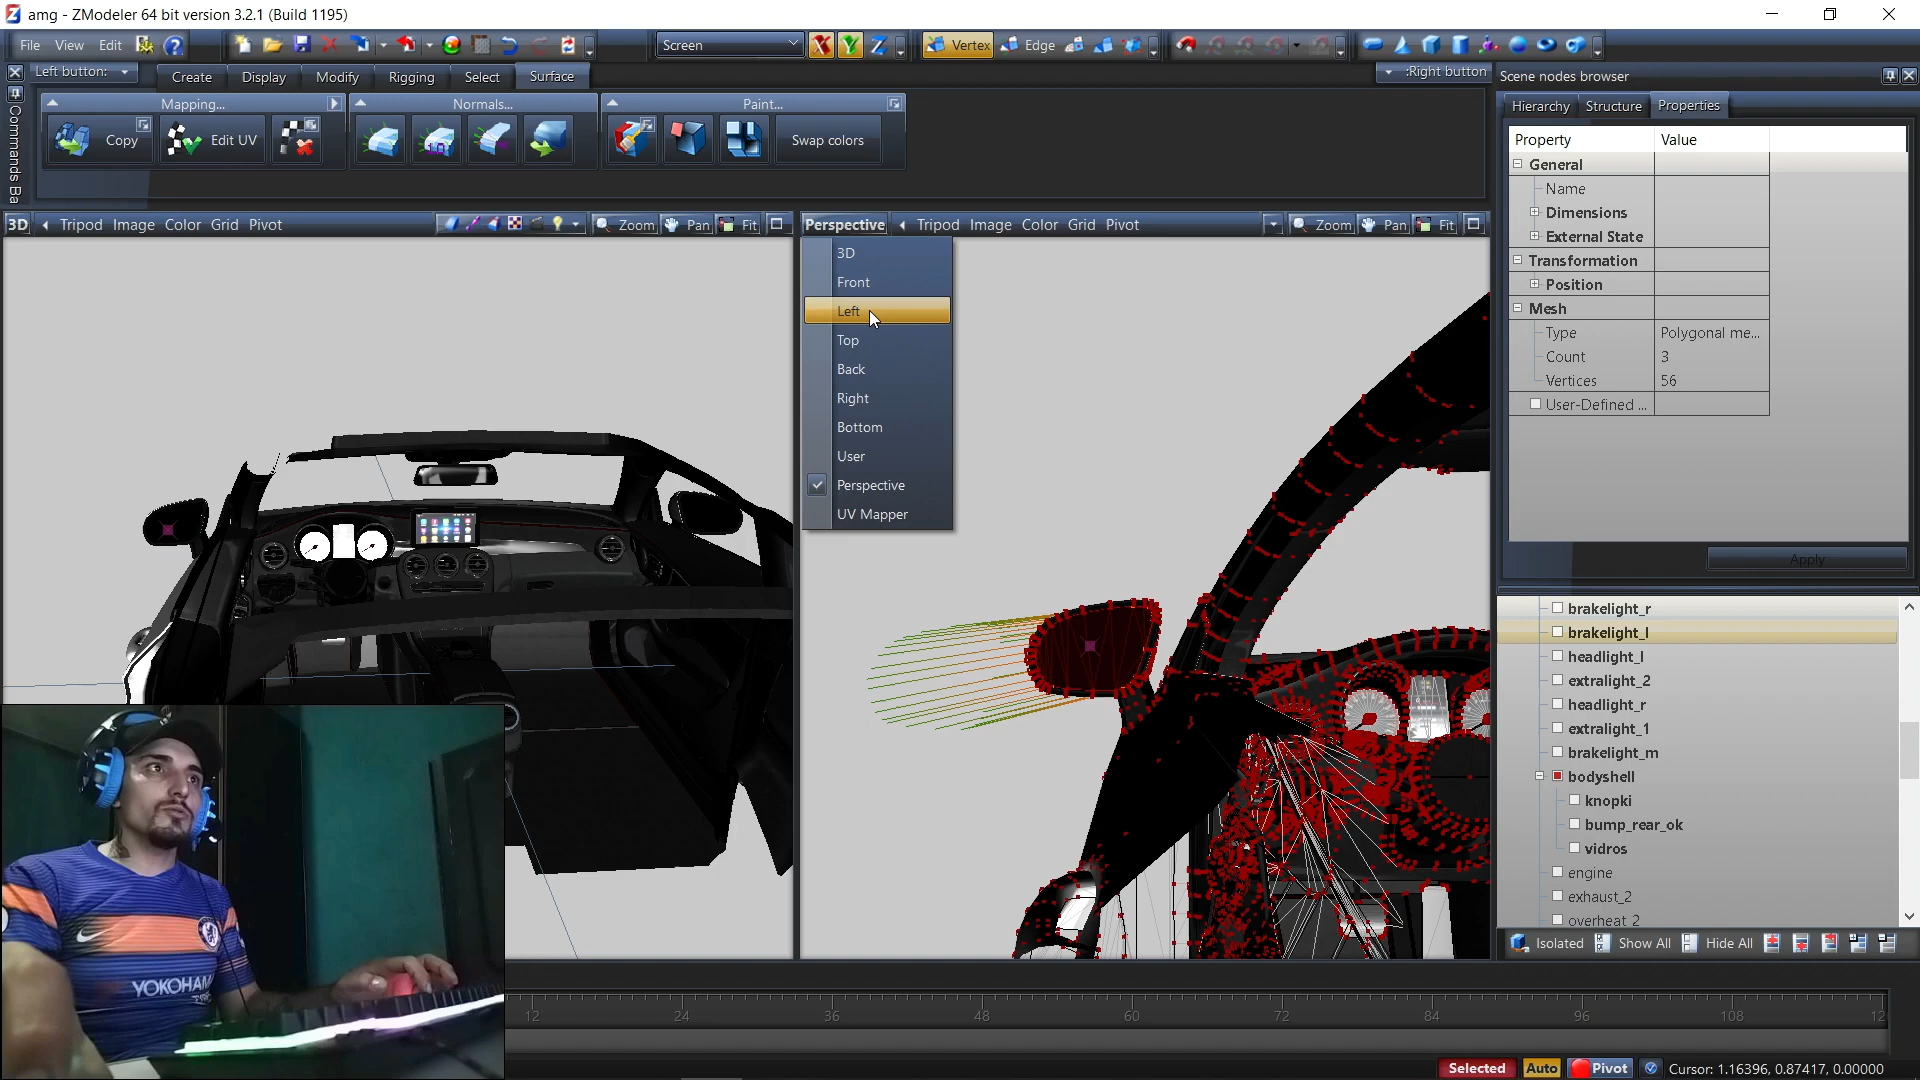 amg - ZModeler 64 bit version 3.2.1 (Build 1195)
File View Edit Screen X Y Z Vertex Edge
Left button: Create Display Modify Rigging Select Surface :Right button
Commands Ba
Mapping... Normals... Paint...
Copy Edit UV Swap colors
3D Tripod Image Color Grid Pivot Zoom Pan Fit
Perspective Tripod Image Color Grid Pivot Zoom Pan Fit
3D
Front
Left
Top
Back
Right
Bottom
User
Perspective
UV Mapper
Scene nodes browser
Hierarchy Structure Properties
Property Value
General
Name
Dimensions
External State
Transformation
Position
Mesh
Type Polygonal me...
Count 3
Vertices 56
User-Defined ...
Apply
brakelight_r
brakelight_l
headlight_l
extralight_2
headlight_r
extralight_1
brakelight_m
bodyshell
knopki
bump_rear_ok
vidros
engine
exhaust_2
overheat_2
Isolated Show All Hide All
YOKOHAM
12 24 36 48 60 72 84 96 108 12
Selected Auto Pivot Cursor: 1.16396, 0.87417, 0.00000